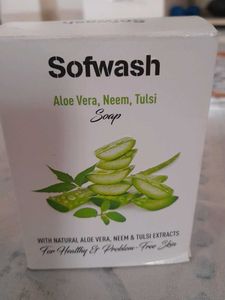 Sofwash
Aloe Vera, Neem, Tulsi
Soap
WITH NATURAL ALOE VERA, NEEM & TULSI EXTRACTS
For Healthy & Problem-Free Skin